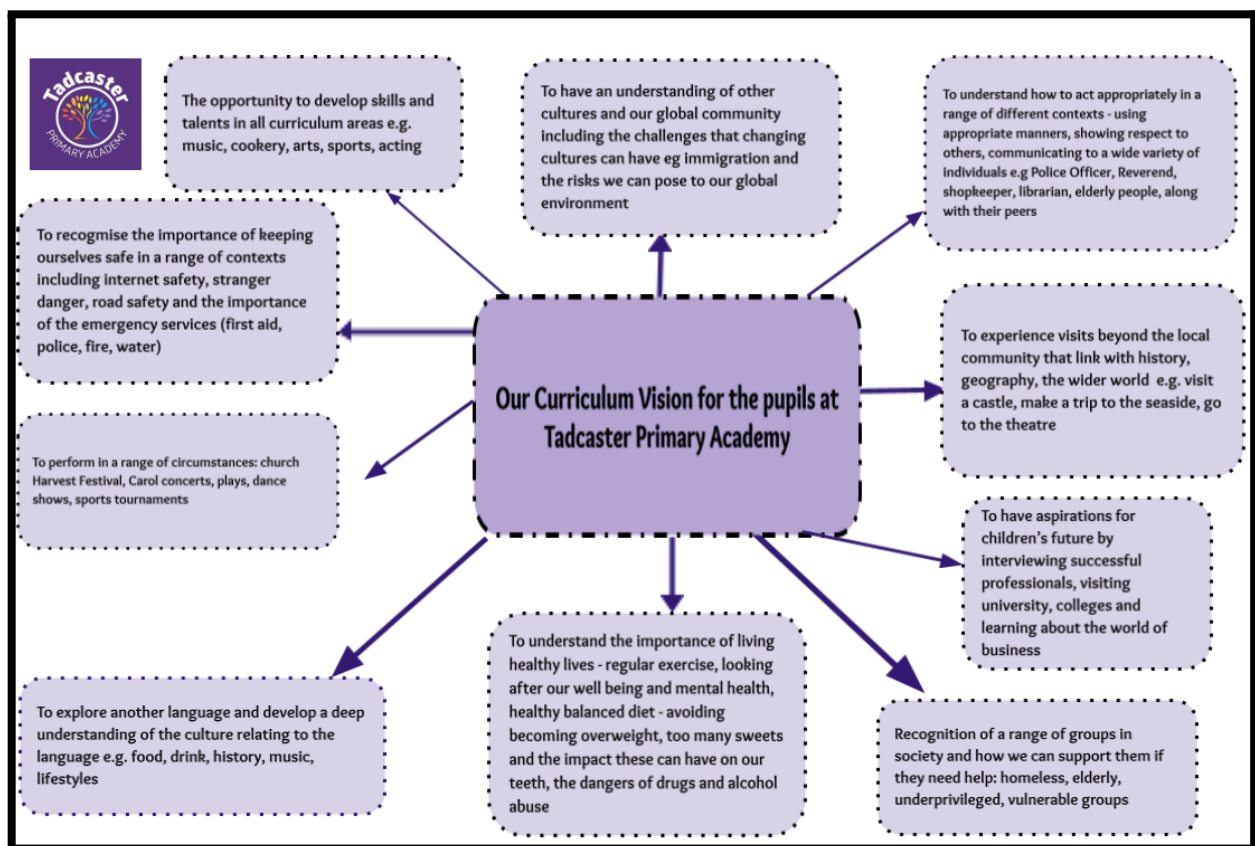 Tadcaster
PRIMARY ACADEMY
The opportunity to develop skills and
talents in all curriculum areas e.g.
music, cookery, arts, sports, acting
To have an understanding of other
cultures and our global community
including the challenges that changing
cultures can have eg immigration and
the risks we can pose to our global
environment
To understand how to act appropriately in a
range of different contexts - using
appropriate manners, showing respect to
others, communicating to a wide variety of
individuals e.g Police Officer, Reverend,
shopkeeper, librarian, elderly people, along
with their peers
To recogmise the importance of keeping
ourselves safe in a range of contexts
including internet safety, stranger
danger, road safety and the importance
of the emergency services (first aid,
police, fire, water)
Our Curriculum Vision for the pupils at
Tadcaster Primary Academy
To experience visits beyond the local
community that link with history,
geography, the wider world e.g. visit
a castle, make a trip to the seaside, go
to the theatre
To perform in a range of circumstances: church
Harvest Festival, Carol concerts, plays, dance
shows, sports tournaments
To have aspirations for
children's future by
interviewing successful
professionals, visiting
university, colleges and
learning about the world of
business
To explore another language and develop a deep
understanding of the culture relating to the
language e.g. food, drink, history, music,
lifestyles
To understand the importance of living
healthy lives - regular exercise, looking
after our well being and mental health,
healthy balanced diet - avoiding
becoming overweight, too many sweets
and the impact these can have on our
teeth, the dangers of drugs and alcohol
abuse
Recognition of a range of groups in
society and how we can support them if
they need help: homeless, elderly,
underprivileged, vulnerable groups